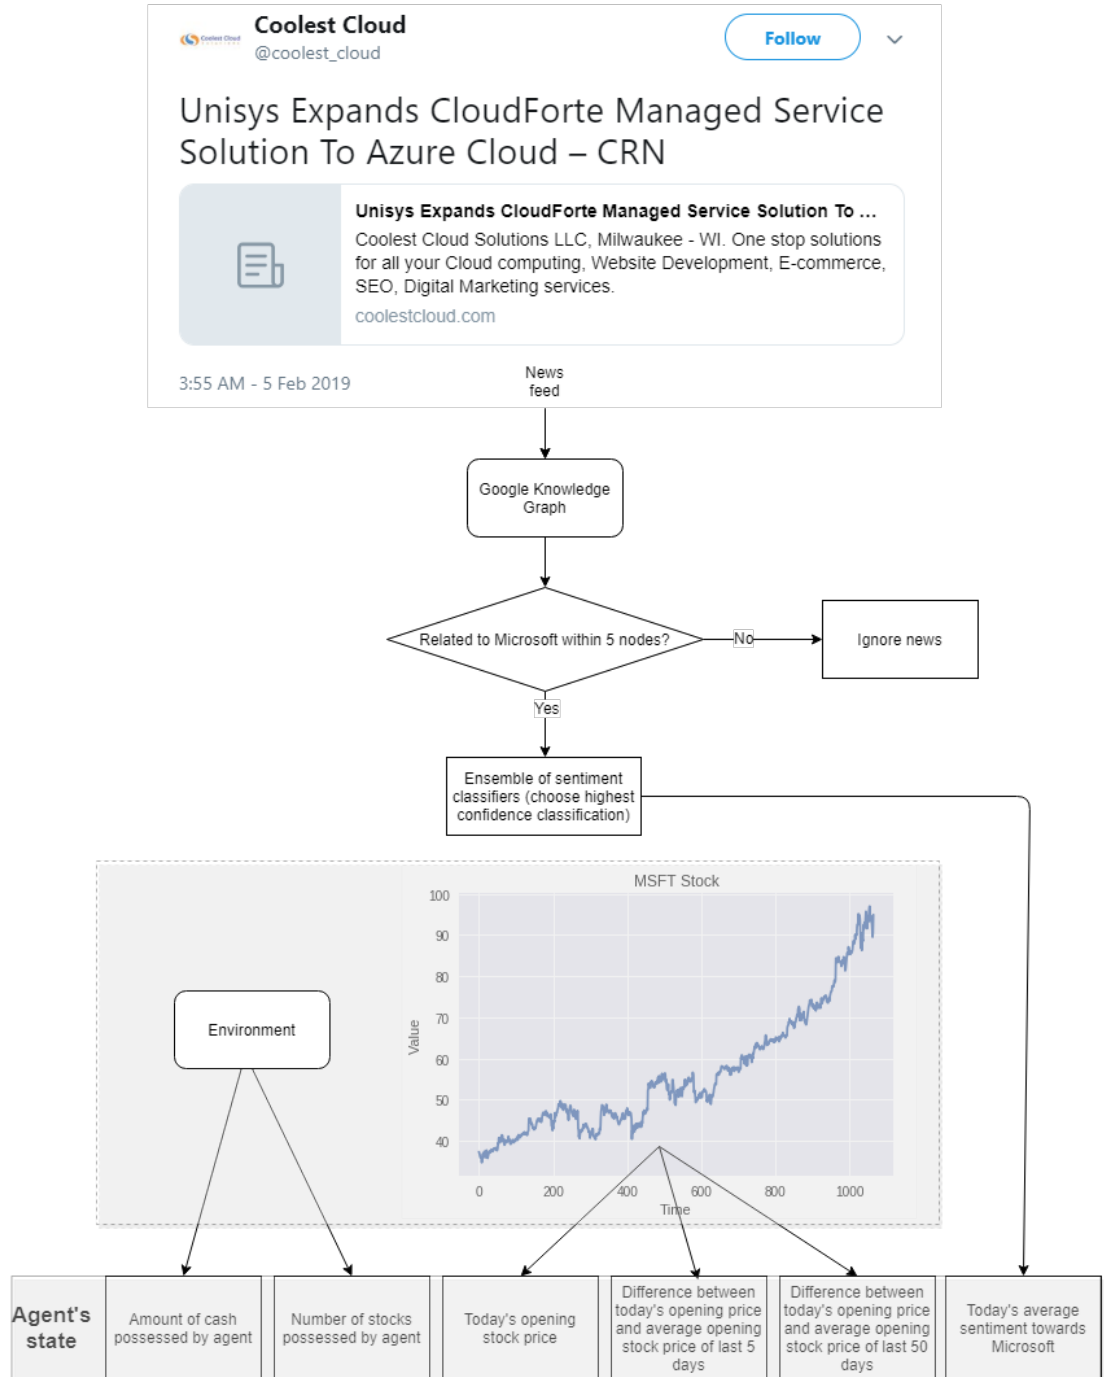 Coolest Cloud
Coolest Cloud
@coolest_cloud
Follow
Unisys Expands CloudForte Managed Service
Solution To Azure Cloud – CRN
Unisys Expands CloudForte Managed Service Solution To ...
Coolest Cloud Solutions LLC, Milwaukee - WI. One stop solutions
for all your Cloud computing, Website Development, E-commerce,
SEO, Digital Marketing services.
coolestcloud.com
3:55 AM - 5 Feb 2019
News
feed
Google Knowledge
Graph
Related to Microsoft within 5 nodes?
No
Ignore news
Yes
Ensemble of sentiment
classifiers (choose highest
confidence classification)
MSFT Stock
100
90
80
70
60
50
40
Value
0
200
400
600
800
1000
Time
Environment
Agent's
state
Amount of cash
possessed by agent
Number of stocks
possessed by agent
Today's opening
stock price
Difference between
today's opening price
and average opening
stock price of last 5
days
Difference between
today's opening price
and average opening
stock price of last 50
days
Today's average
sentiment towards
Microsoft